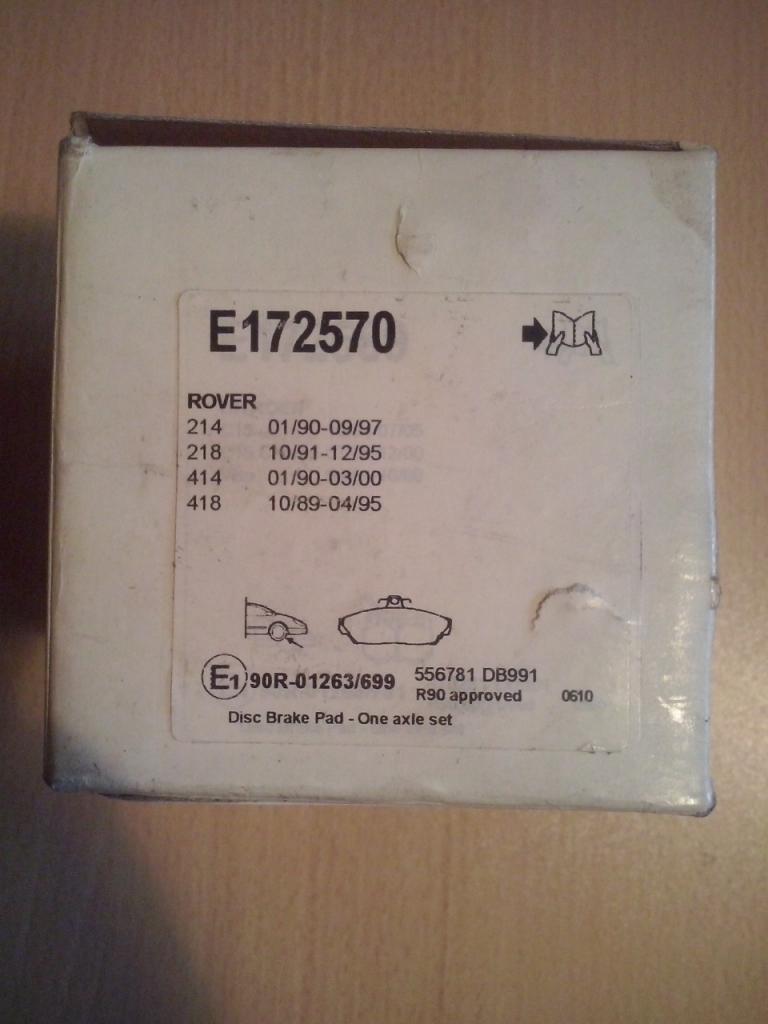 E172570
ROVER
214 01/90-09/97
218 10/91-12/95
414 01/90-03/00
418 10/89-04/95
E1 90R-01263/699 556781 DB991
R90 approved 0610
Disc Brake Pad - One axle set